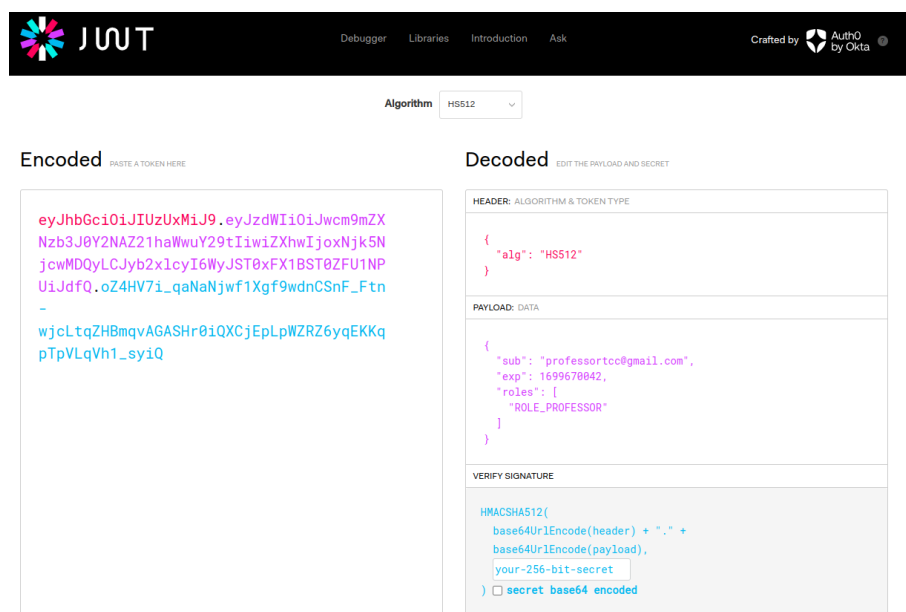 JWT
Debugger Libraries Introduction Ask
Crafted by Auth0 by Okta
Algorithm HS512
Encoded PASTE A TOKEN HERE
eyJhbGciOiJIUzUxMiJ9.eyJzdWIiOiJwcm9mZX
Nzb3J0Y2NAZ21haWwuY29tIiwiZXhwIjoxNjk5N
jcwMDQyLCJyb2xlcyI6WyJST0xFX1BST0ZFU1NP
UiJdfQ.oZ4HV7i_qaNaNjwf1Xgf9wdnCSnF_Ftn
-
wjcLtqZHBmqvAGASHr0iQXCjEpLpWZRZ6yqEKKq
pTpVLqVh1_syiQ
Decoded EDIT THE PAYLOAD AND SECRET
HEADER: ALGORITHM & TOKEN TYPE
{
"alg": "HS512"
}
PAYLOAD: DATA
{
"sub": "professortcc@gmail.com",
"exp": 1699670042,
"roles": [
"ROLE_PROFESSOR"
]
}
VERIFY SIGNATURE
HMACSHA512(
base64UrlEncode(header) + "." +
base64UrlEncode(payload),
your-256-bit-secret
) secret base64 encoded